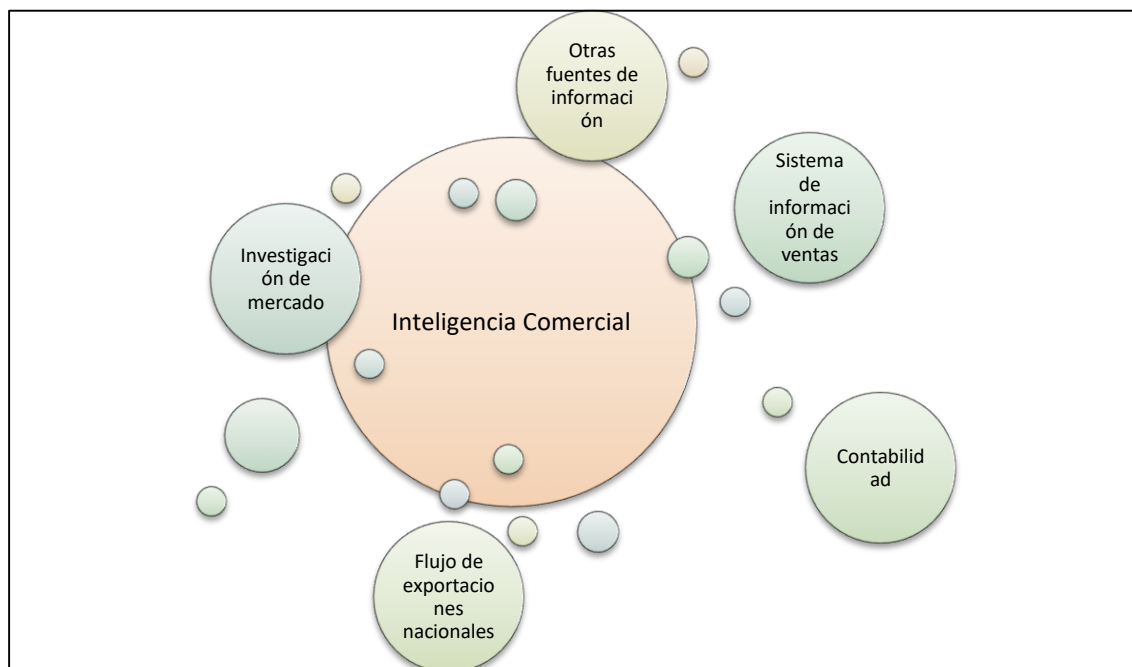 Otras
fuentes de
informaci
ón
Sistema
de
informaci
ón de
ventas
Investigaci
ón de
mercado
Inteligencia Comercial
Contabilid
ad
Flujo de
exportacio
nes
nacionales